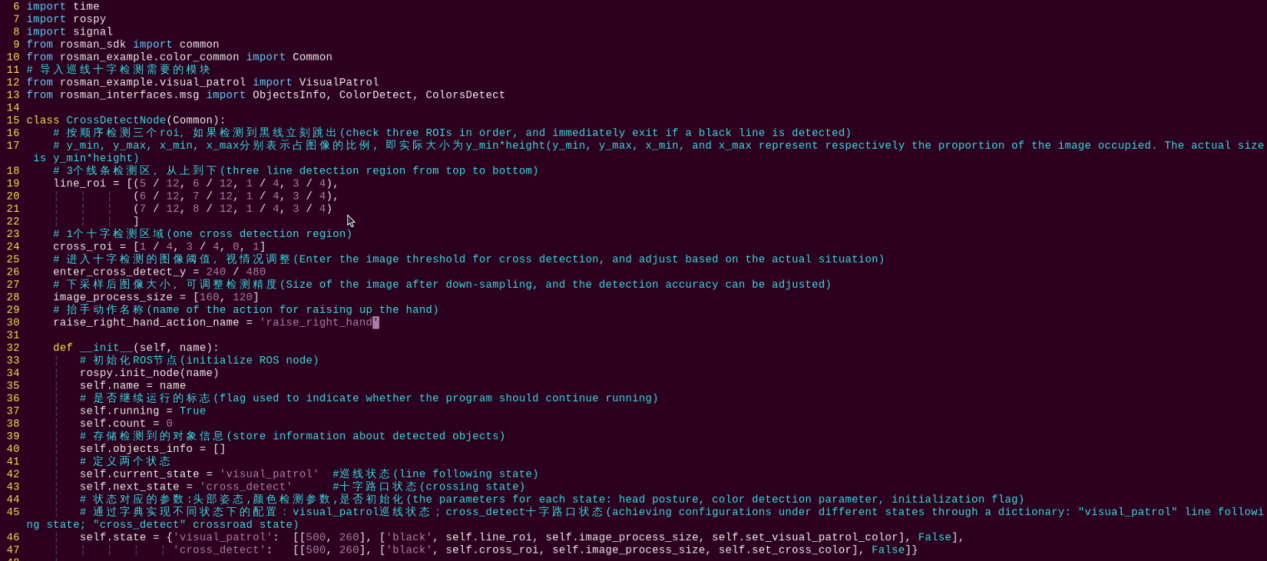 6 import time
7 import rospy
8 import signal
9 from rosman_sdk import common
10 from rosman_example.color_common import Common
11 # 导入巡线十字检测需要的模块
12 from rosman_example.visual_patrol import VisualPatrol
13 from rosman_interfaces.msg import ObjectsInfo, ColorDetect, ColorsDetect
14
15 class CrossDetectNode(Common):
16     # 按顺序检测三个roi, 如果检测到黑线立刻跳出(check three ROIs in order, and immediately exit if a black line is detected)
17     # y_min, y_max, x_min, x_max分别表示占图像的比例, 即实际大小为y_min*height(y_min, y_max, x_min, and x_max represent respectively the proportion of the image occupied. The actual size
 is y_min*height)
18     # 3个线条检测区, 从上到下(three line detection region from top to bottom)
19     line_roi = [(5 / 12, 6 / 12, 1 / 4, 3 / 4),
20                 (6 / 12, 7 / 12, 1 / 4, 3 / 4),
21                 (7 / 12, 8 / 12, 1 / 4, 3 / 4)
22                 ]
23     # 1个十字检测区域(one cross detection region)
24     cross_roi = [1 / 4, 3 / 4, 0, 1]
25     # 进入十字检测的图像阈值, 视情况调整(Enter the image threshold for cross detection, and adjust based on the actual situation)
26     enter_cross_detect_y = 240 / 480
27     # 下采样后图像大小, 可调整检测精度(Size of the image after down-sampling, and the detection accuracy can be adjusted)
28     image_process_size = [160, 120]
29     # 抬手动作名称(name of the action for raising up the hand)
30     raise_right_hand_action_name = 'raise_right_hand'
31
32     def __init__(self, name):
33         # 初始化ROS节点(initialize ROS node)
34         rospy.init_node(name)
35         self.name = name
36         # 是否继续运行的标志(flag used to indicate whether the program should continue running)
37         self.running = True
38         self.count = 0
39         # 存储检测到的对象信息(store information about detected objects)
40         self.objects_info = []
41         # 定义两个状态
42         self.current_state = 'visual_patrol'  #巡线状态(line following state)
43         self.next_state = 'cross_detect'      #十字路口状态(crossing state)
44         # 状态对应的参数:头部姿态,颜色检测参数,是否初始化(the parameters for each state: head posture, color detection parameter, initialization flag)
45         # 通过字典实现不同状态下的配置：visual_patrol巡线状态；cross_detect十字路口状态(achieving configurations under different states through a dictionary: "visual_patrol" line followi
ng state; "cross_detect" crossroad state)
46         self.state = {'visual_patrol':  [[500, 260], ['black', self.line_roi, self.image_process_size, self.set_visual_patrol_color], False],
47                       'cross_detect':   [[500, 260], ['black', self.cross_roi, self.image_process_size, self.set_cross_color], False]}